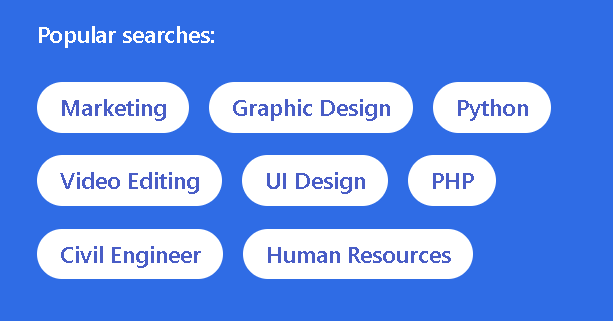 Popular searches:
Marketing Graphic Design Python
Video Editing UI Design PHP
Civil Engineer Human Resources